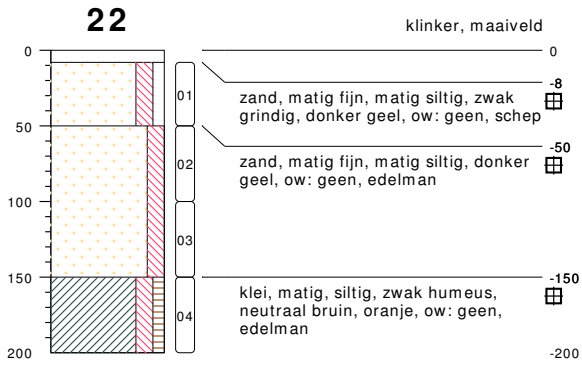 22
klinker, maaiveld
0
0
-8
01
zand, matig fijn, matig siltig, zwak
grindig, donker geel, ow: geen, schep
50
-50
02
zand, matig fijn, matig siltig, donker
geel, ow: geen, edelman
100
03
150
-150
04
klei, matig, siltig, zwak humeus,
neutraal bruin, oranje, ow: geen,
edelman
200
-200